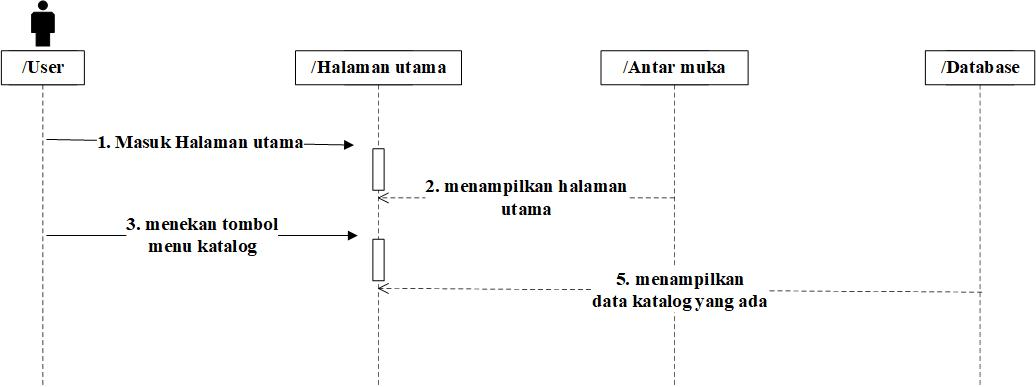 /User
/Halaman utama
/Antar muka
/Database
1. Masuk Halaman utama
2. menampilkan halaman
utama
3. menekan tombol
menu katalog
5. menampilkan
data katalog yang ada